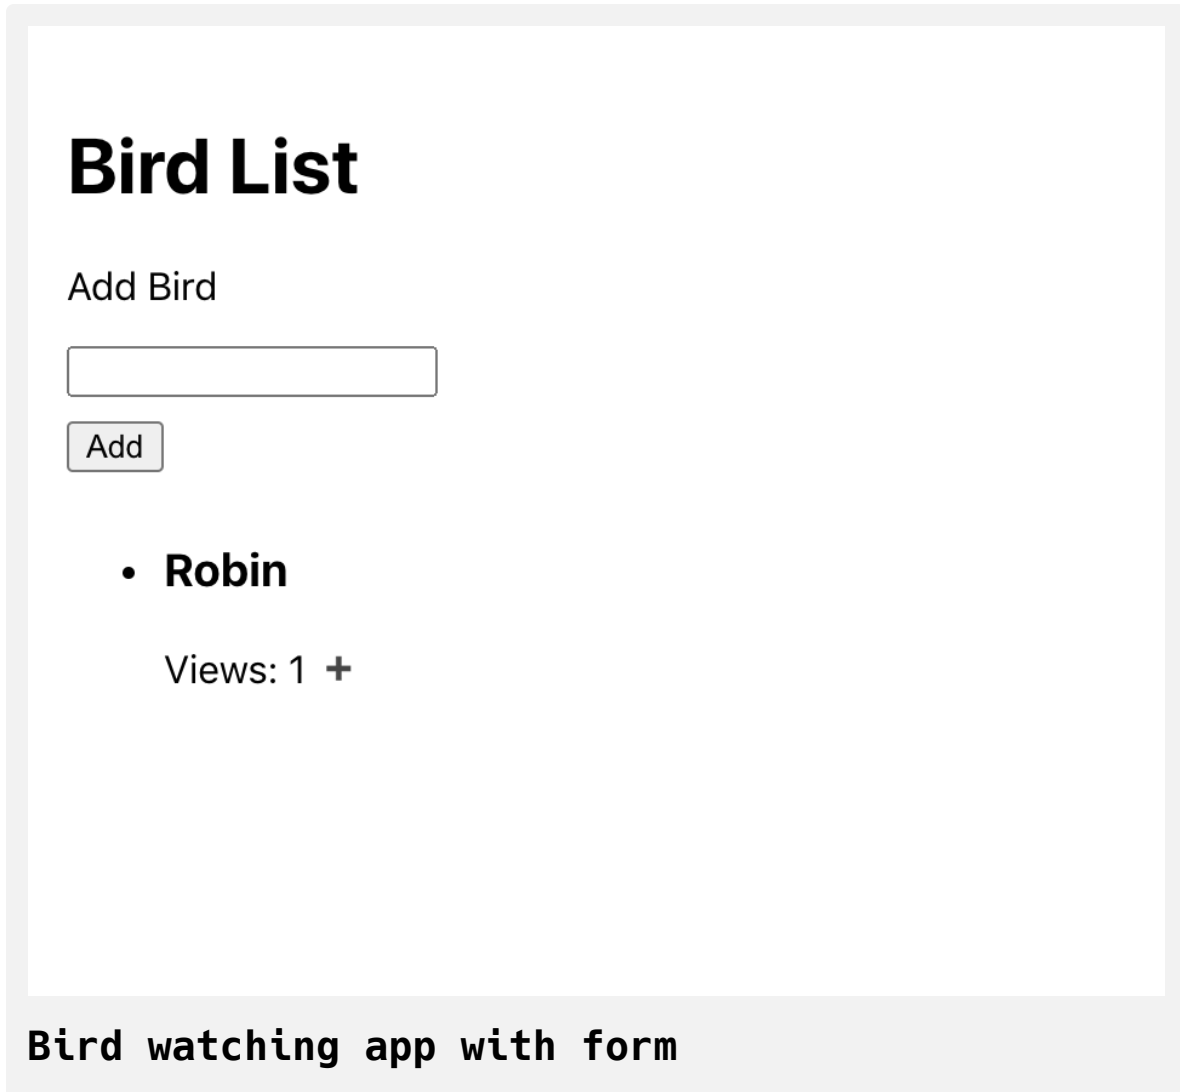 Bird List
Add Bird
Add
• Robin
Views: 1 ➕
Bird watching app with form